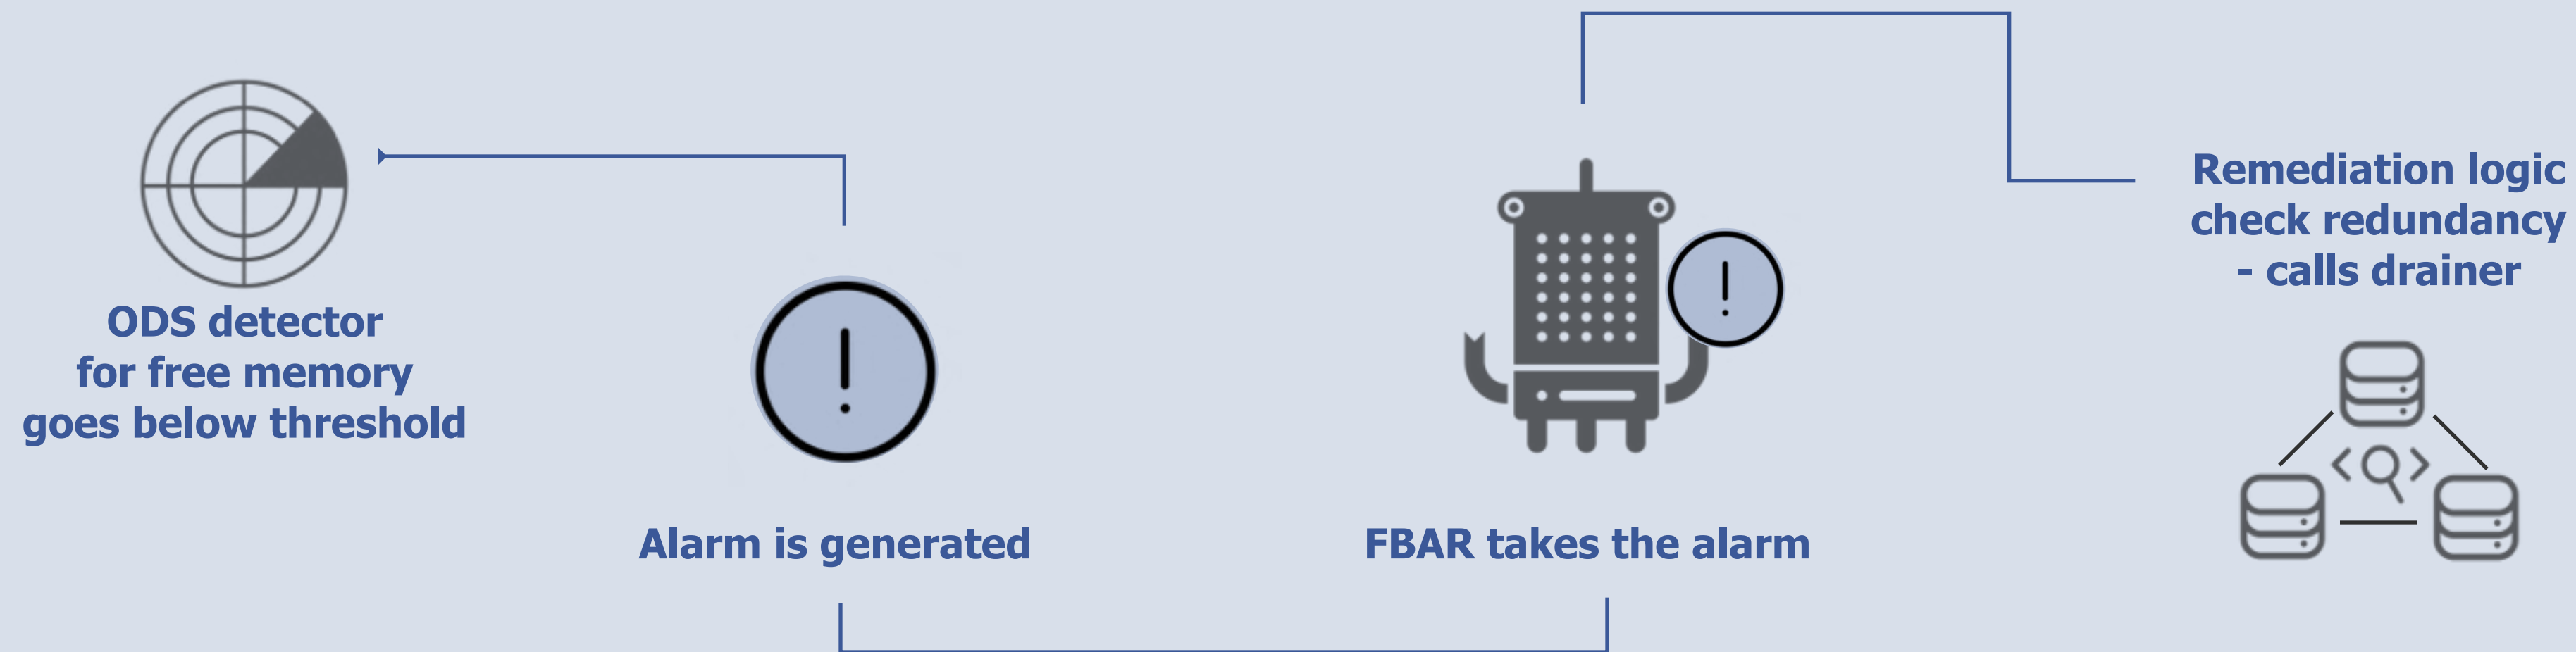 ODS detector
for free memory
goes below threshold
Alarm is generated
FBAR takes the alarm
Remediation logic
check redundancy
- calls drainer